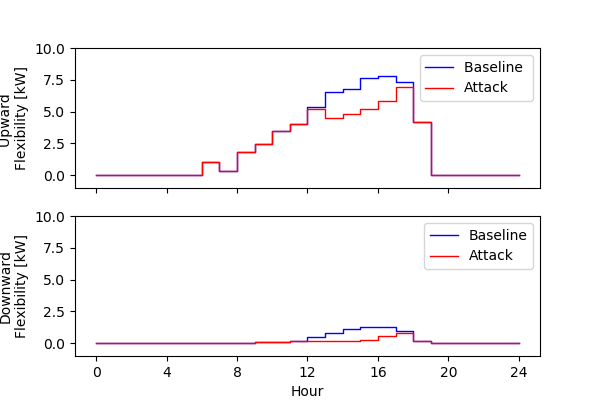 Upward
Flexibility [kW]
10.0
7.5
5.0
2.5
0.0
Baseline
Attack
Downward
Flexibility [kW]
10.0
7.5
5.0
2.5
0.0
Baseline
Attack
0 4 8 12 16 20 24
Hour